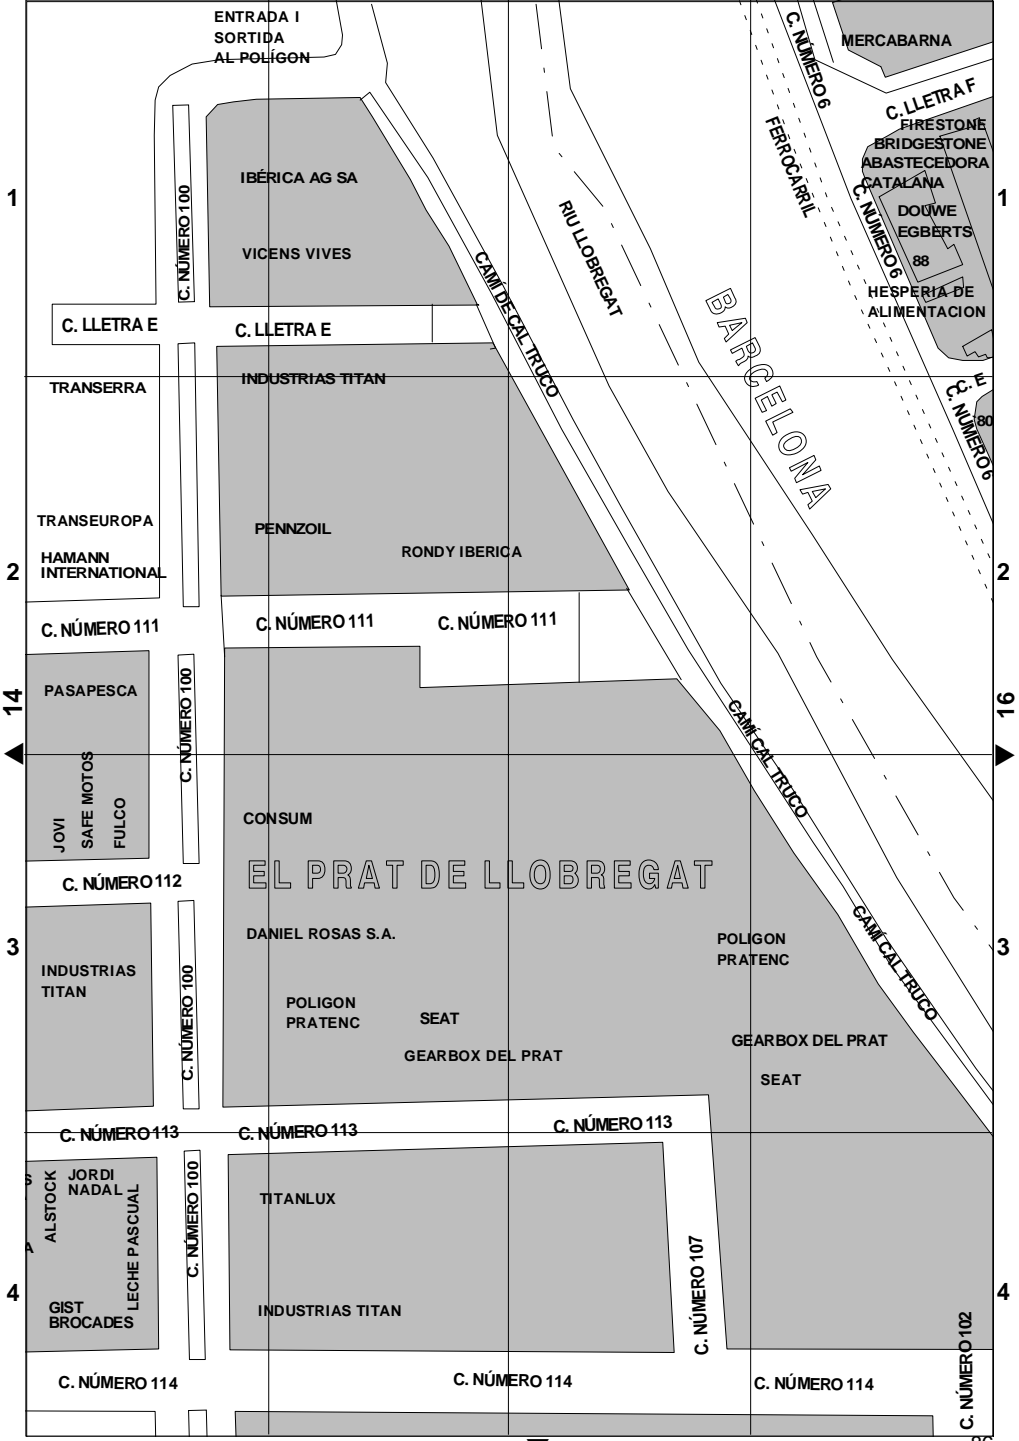 ENTRADA I
SORTIDA
AL POLÍGON
C. NÚMERO 6
MERCABARNA
C. LLETRA F
FERROCARRIL
FIRESTONE
BRIDGESTONE
ABASTECEDORA
CATALANA
C. NÚMERO 6
DOUWE
EGBERTS
88
HESPERIA DE
ALIMENTACION
1
1
IBÉRICA AG SA
C. NÚMERO 100
VICENS VIVES
RIU LLOBREGAT
CAMÍ DE CAL TRUCO
BARCELONA
C. LLETRA E
C. LLETRA E
TRANSERRA
INDUSTRIAS TITAN
C. E
C. NÚMERO 6
80
TRANSEUROPA
PENNZOIL
HAMANN
INTERNATIONAL
RONDY IBERICA
2
2
C. NÚMERO 111
C. NÚMERO 111
C. NÚMERO 111
PASAPESCA
C. NÚMERO 100
14
16
CAMÍ CAL TRUCO
JOVI
SAFE MOTOS
FULCO
CONSUM
EL PRAT DE LLOBREGAT
C. NÚMERO 112
DANIEL ROSAS S.A.
POLIGON
PRATENC
CAMÍ CAL TRUCO
3
3
INDUSTRIAS
TITAN
C. NÚMERO 100
POLIGON
PRATENC
SEAT
GEARBOX DEL PRAT
GEARBOX DEL PRAT
SEAT
C. NÚMERO 113
C. NÚMERO 113
C. NÚMERO 113
S
A
ALSTOCK
JORDI
NADAL
LECHE PASCUAL
C. NÚMERO 100
TITANLUX
4
4
GIST
BROCADES
INDUSTRIAS TITAN
C. NÚMERO 107
C. NÚMERO 102
C. NÚMERO 114
C. NÚMERO 114
C. NÚMERO 114